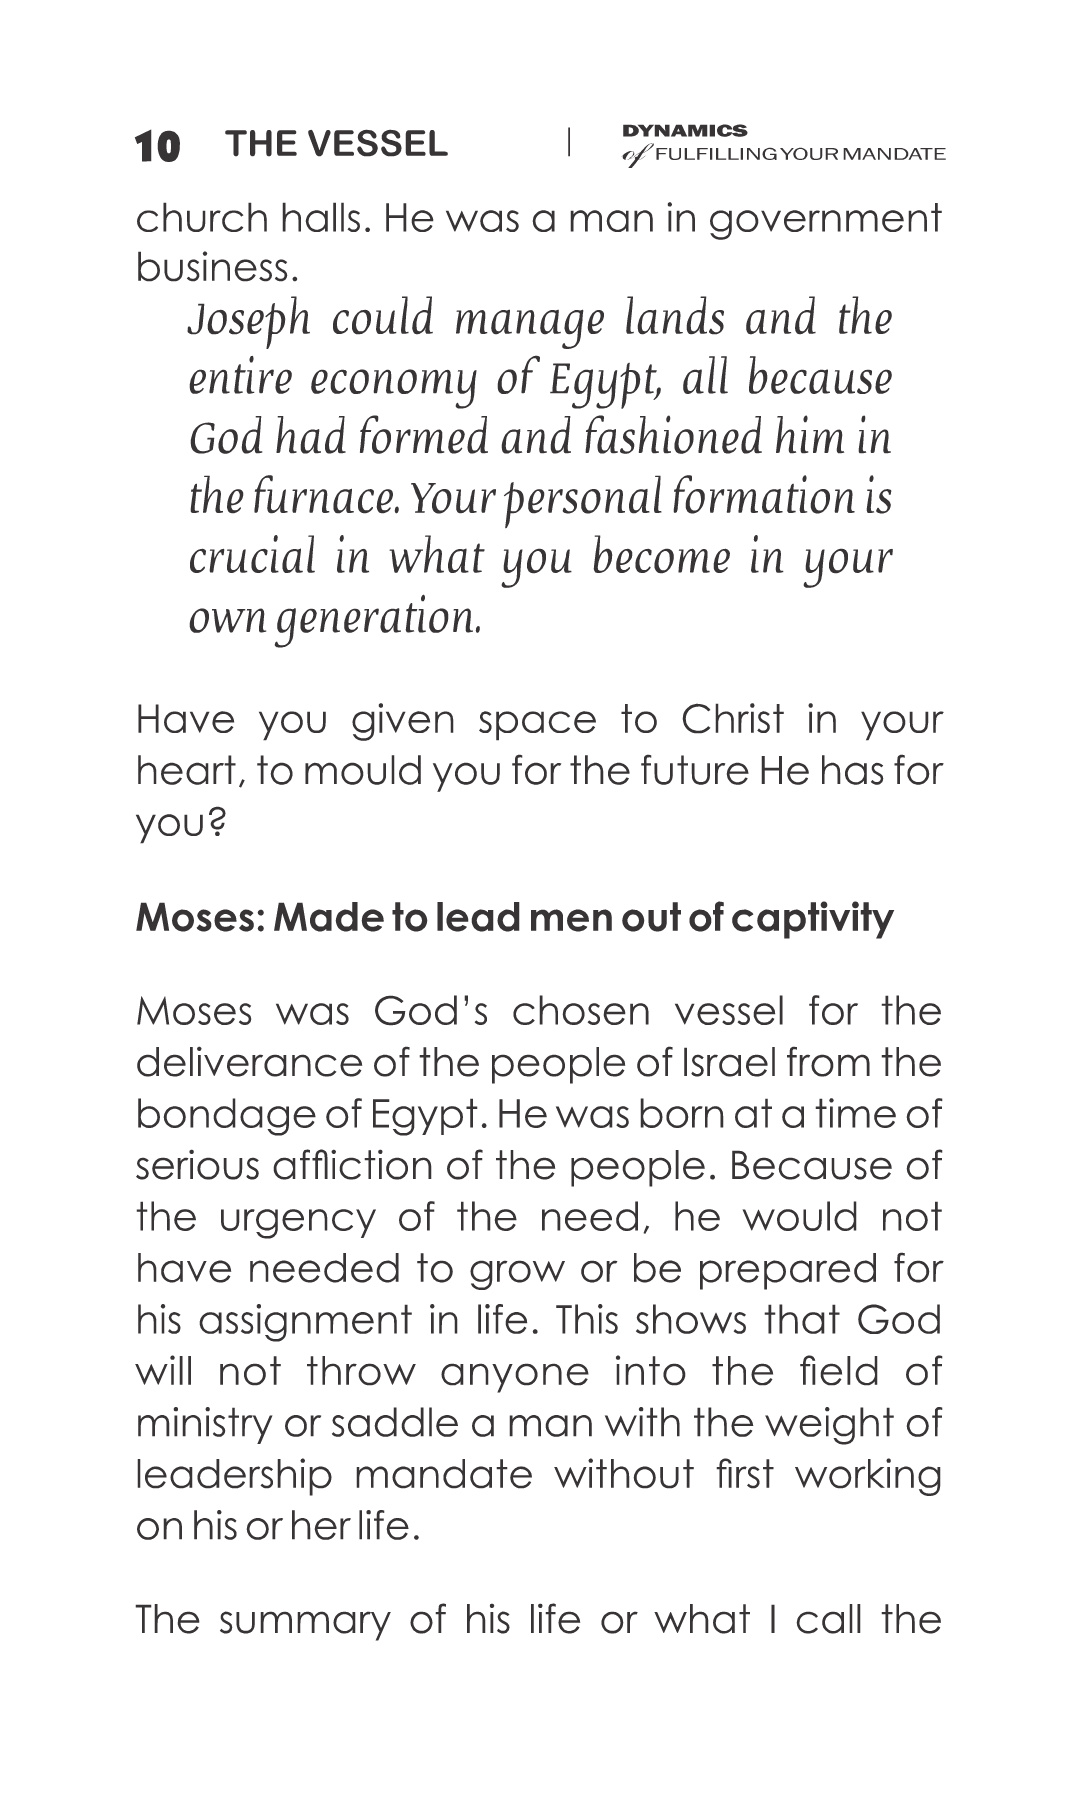 10 THE VESSEL | DYNAMICS
of FULFILLING YOUR MANDATE
church halls. He was a man in government
business.
Joseph could manage lands and the
entire economy of Egypt, all because
God had formed and fashioned him in
the furnace. Your personal formation is
crucial in what you become in your
own generation.
Have you given space to Christ in your
heart, to mould you for the future He has for
you?
Moses: Made to lead men out of captivity
Moses was God’s chosen vessel for the
deliverance of the people of Israel from the
bondage of Egypt. He was born at a time of
serious affliction of the people. Because of
the urgency of the need, he would not
have needed to grow or be prepared for
his assignment in life. This shows that God
will not throw anyone into the field of
ministry or saddle a man with the weight of
leadership mandate without first working
on his or her life.
The summary of his life or what I call the